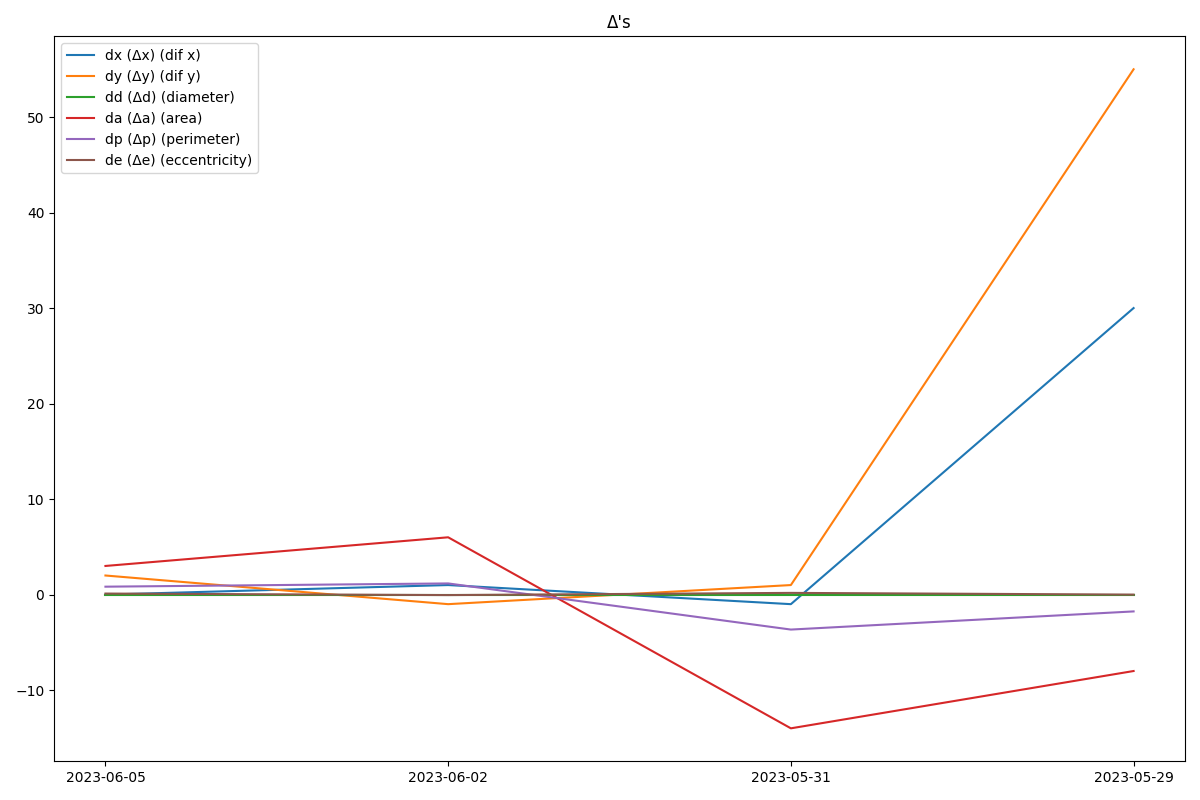 Δ's
dx (Δx) (dif x)
dy (Δy) (dif y)
dd (Δd) (diameter)
da (Δa) (area)
dp (Δp) (perimeter)
de (Δe) (eccentricity)
50
40
30
20
10
0
−10
2023-06-05 2023-06-02 2023-05-31 2023-05-29